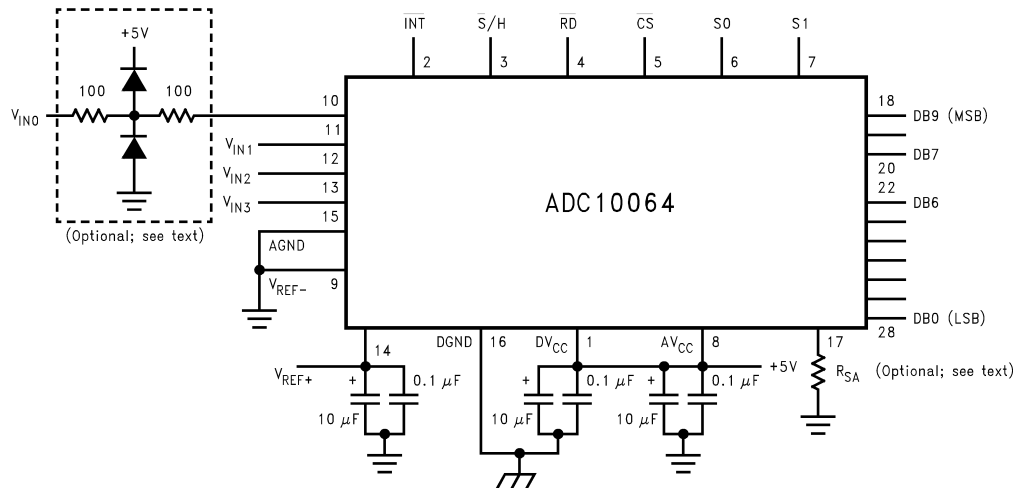 INT S/H RD CS S0 S1
2 3 4 5 6 7
+5V
100 100
V_IN0
10
11
V_IN1
12
V_IN2
13
V_IN3
15
AGND
V_REF- 9
(Optional; see text)
ADC10064
18
DB9 (MSB)
DB7
20
22
DB6
DB0 (LSB)
28
14
DGND 16
DV_CC 1
AV_CC 8
17
V_REF+
+ 0.1 μF
10 μF
+ 0.1 μF
10 μF
+ 0.1 μF
10 μF
+5V
R_SA (Optional; see text)